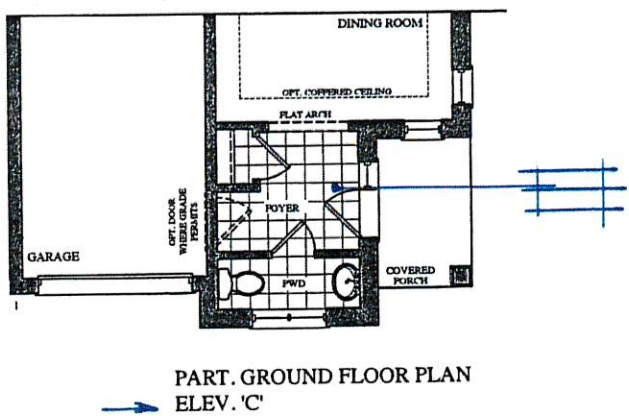 DINING ROOM
OPT. COFFERED CEILING
FLAT ARCH
OPT. DOOR
WHERE GRADE
PERMITS
FOYER
GARAGE
PWD
COVERED
PORCH
PART. GROUND FLOOR PLAN
ELEV. 'C'